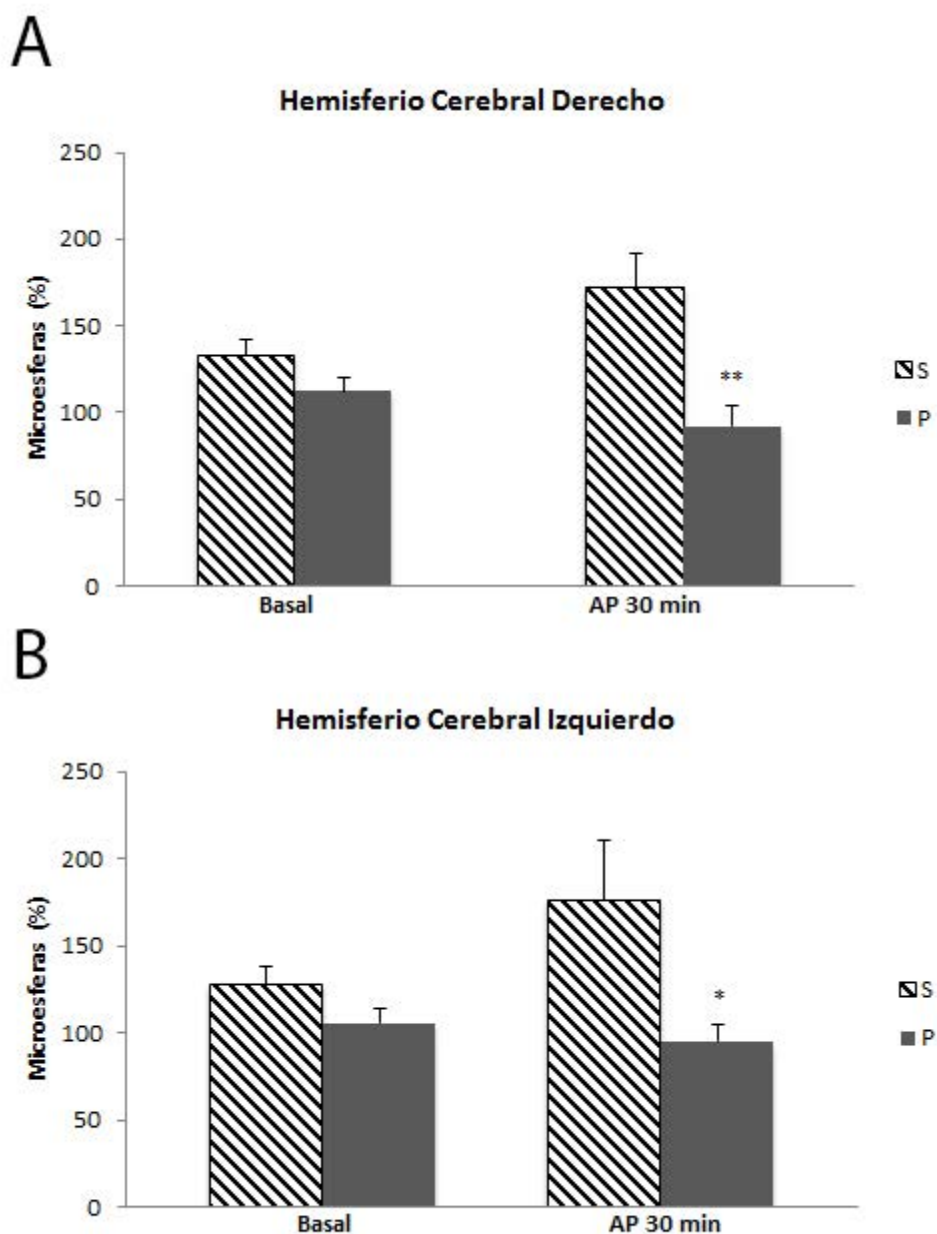 A
Hemisferio Cerebral Derecho
Microesferas (%)
250
200
150
100
50
0
**
S
P
Basal AP 30 min
B
Hemisferio Cerebral Izquierdo
Microesferas (%)
250
200
150
100
50
0
*
S
P
Basal AP 30 min